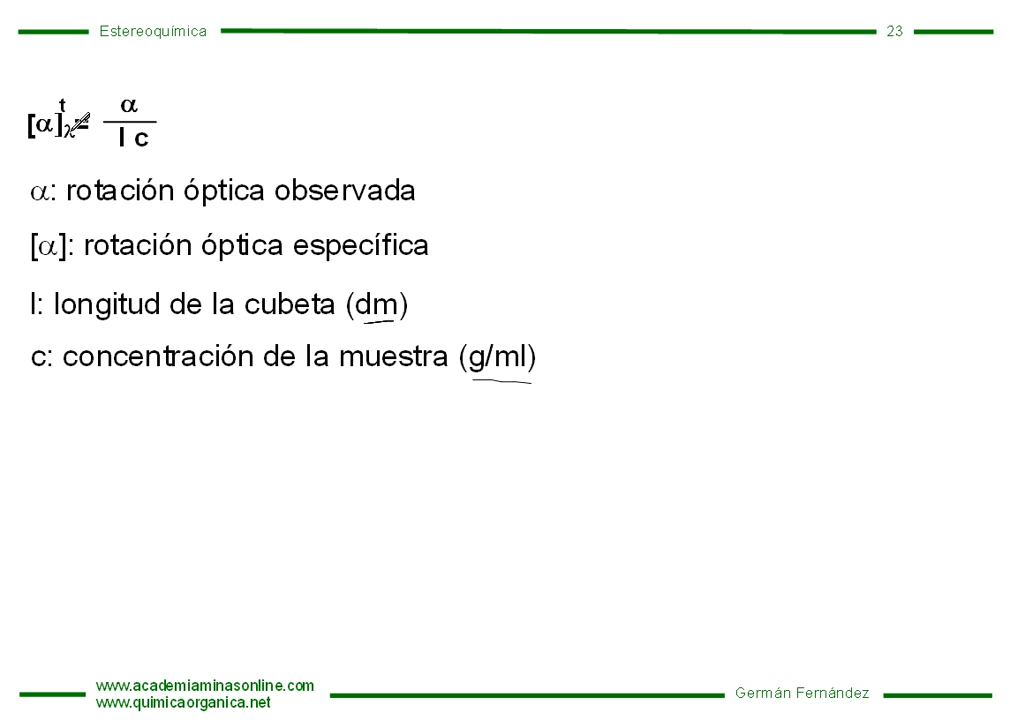 Estereoquímica 23
t α
[α]λ = 
l c
α: rotación óptica observada
[α]: rotación óptica específica
l: longitud de la cubeta (dm)
c: concentración de la muestra (g/ml)
www.academiaminasonline.com
www.quimicaorganica.net
Germán Fernández